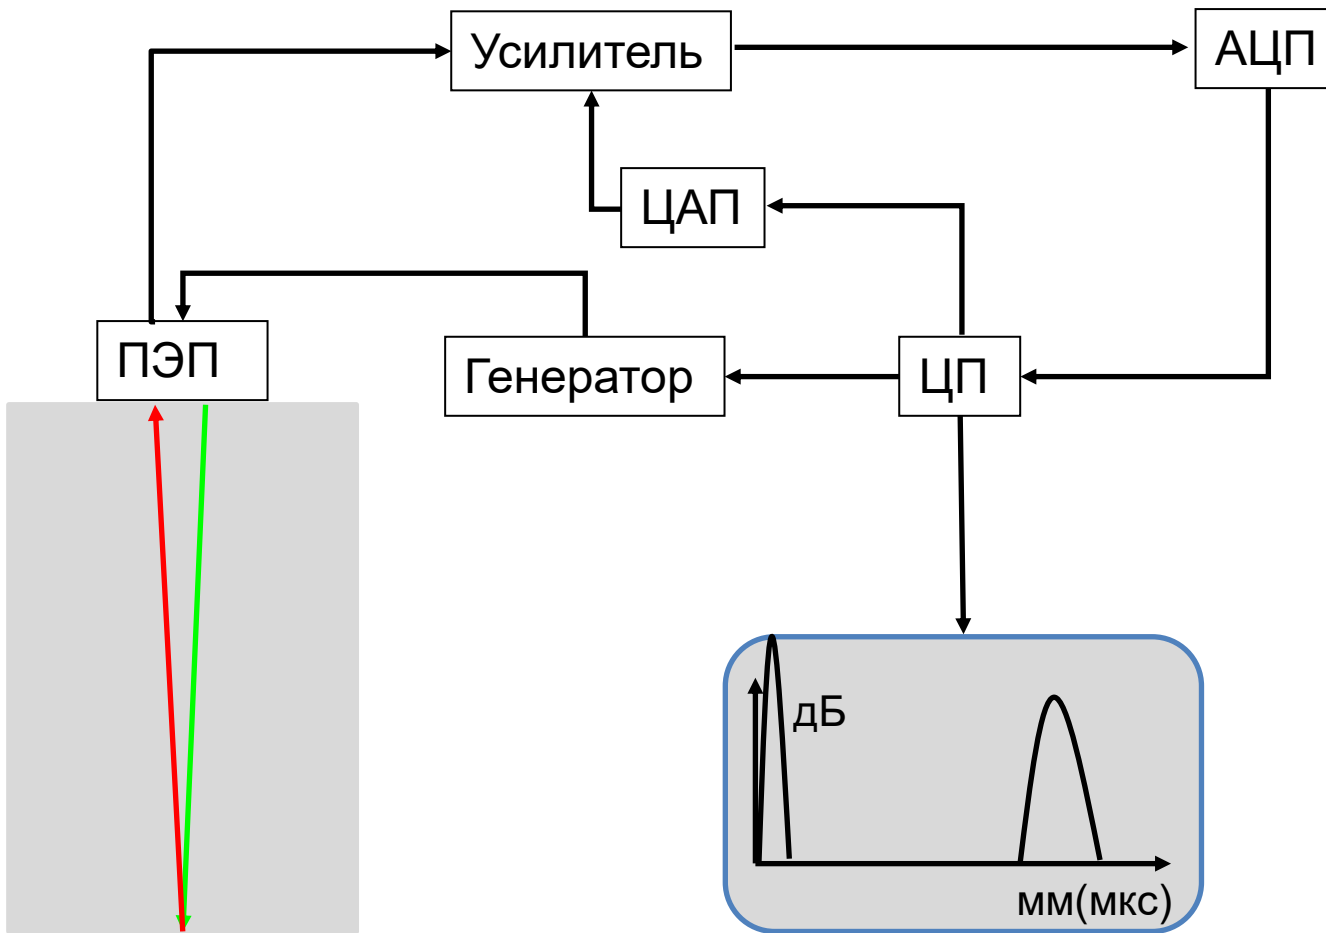 Усилитель
АЦП
ЦАП
ПЭП
Генератор
ЦП
дБ
мм(мкс)